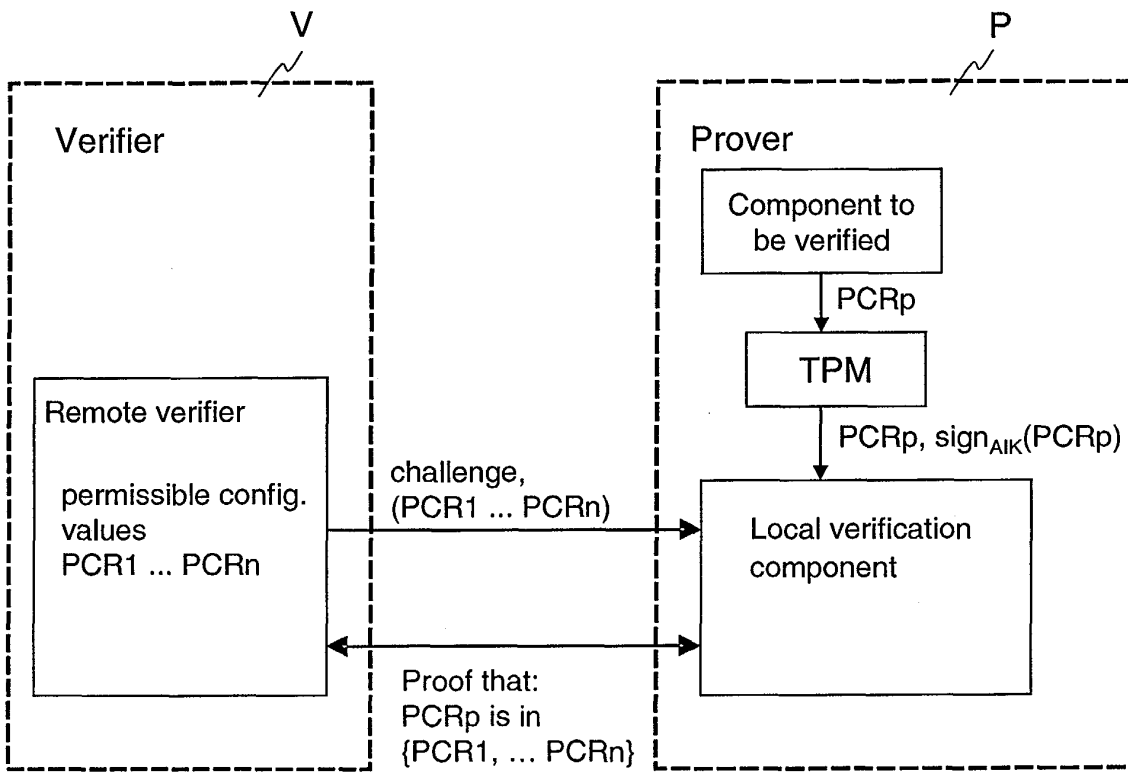 V
P
Verifier
Prover
Component to
be verified
PCRp
TPM
PCRp, sign_AIK(PCRp)
Remote verifier
permissible config.
values
PCR1 ... PCRn
challenge,
(PCR1 ... PCRn)
Local verification
component
Proof that:
PCRp is in
{PCR1, ... PCRn}